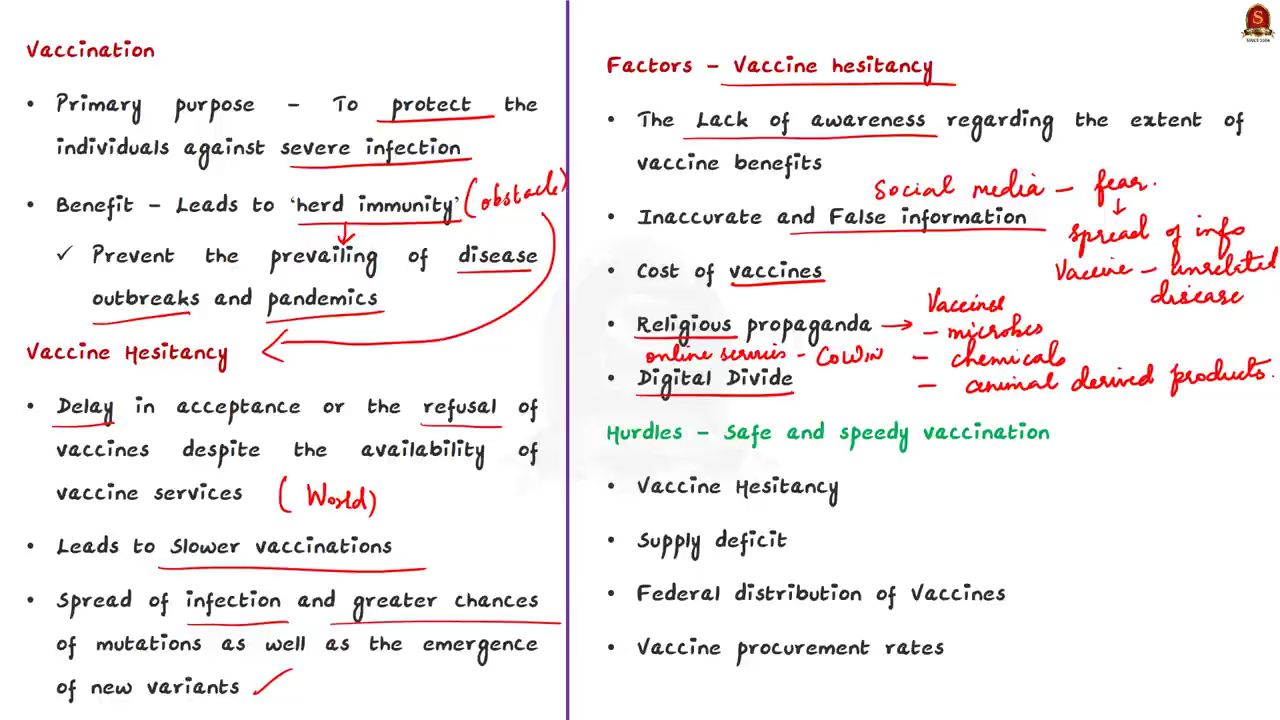 Vaccination
• Primary purpose – To protect the
individuals against severe infection
• Benefit – Leads to 'herd immunity' (obstacle)
✓ Prevent the prevailing of disease
outbreaks and pandemics
Vaccine Hesitancy
• Delay in acceptance or the refusal of
vaccines despite the availability of
vaccine services (World)
• Leads to slower vaccinations
• Spread of infection and greater chances
of mutations as well as the emergence
of new variants
Factors – Vaccine hesitancy
• The Lack of awareness regarding the extent of
vaccine benefits
Social media – fear.
• Inaccurate and False information
spread of info
Vaccine – unrelated
disease
• Cost of vaccines
• Religious propaganda → Vaccines
– microbes
– chemicals
– animal derived products.
online services – CoWIN
• Digital Divide
Hurdles – Safe and speedy vaccination
• Vaccine Hesitancy
• Supply deficit
• Federal distribution of Vaccines
• Vaccine procurement rates
S
SINCE 2004